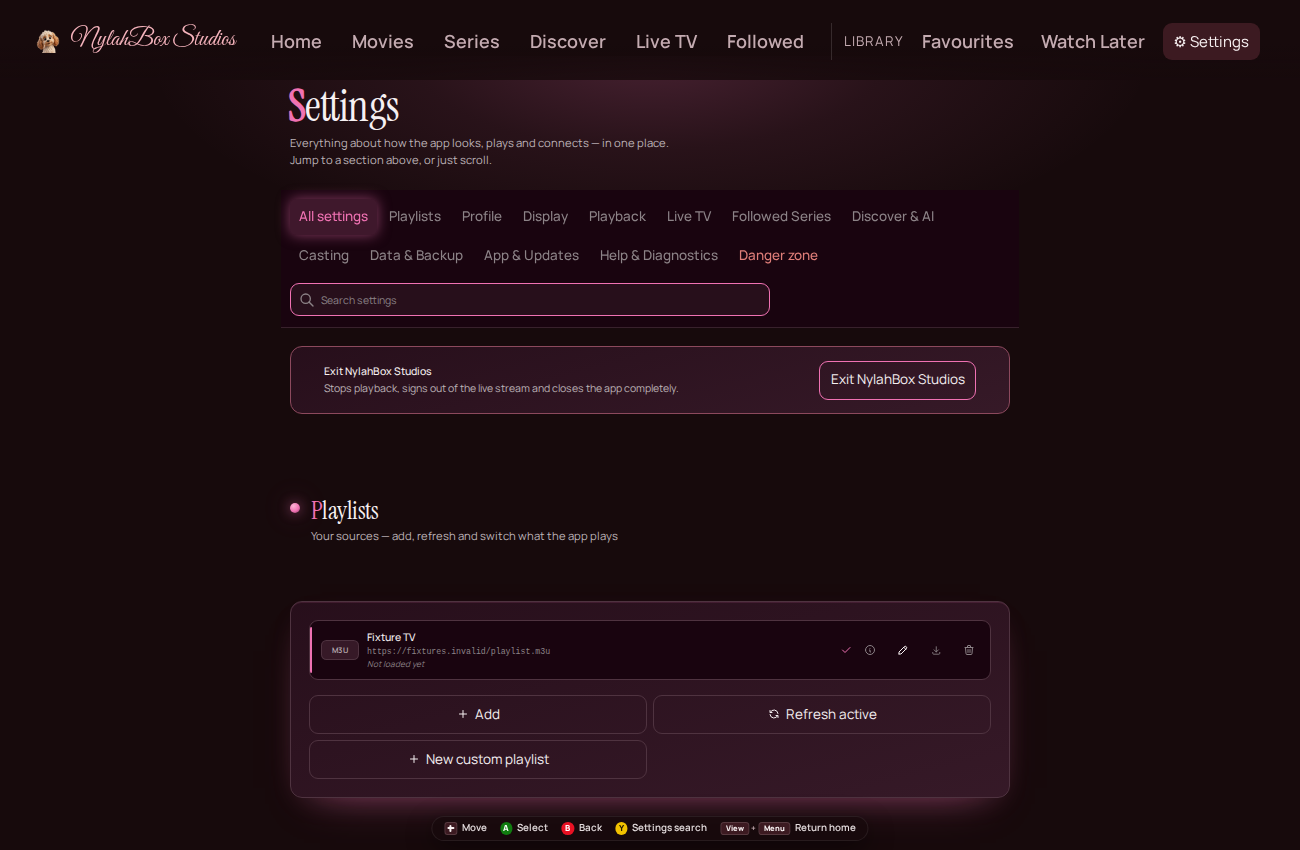 NylahBox Studios
Home
Movies
Series
Discover
Live TV
Followed
LIBRARY
Favourites
Watch Later
⚙ Settings
Settings
Everything about how the app looks, plays and connects — in one place.
Jump to a section above, or just scroll.
All settings
Playlists
Profile
Display
Playback
Live TV
Followed Series
Discover & AI
Casting
Data & Backup
App & Updates
Help & Diagnostics
Danger zone
Search settings
Exit NylahBox Studios
Stops playback, signs out of the live stream and closes the app completely.
Exit NylahBox Studios
Playlists
Your sources — add, refresh and switch what the app plays
M3U
Fixture TV
https://fixtures.invalid/playlist.m3u
Not loaded yet
+ Add
Refresh active
+ New custom playlist
Move
A Select
B Back
Y Settings search
View + Menu Return home